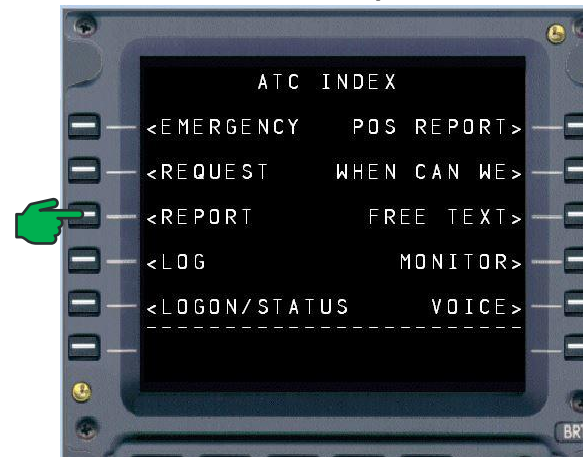 ATC INDEX
<EMERGENCY POS REPORT>
<REQUEST WHEN CAN WE>
<REPORT FREE TEXT>
<LOG MONITOR>
<LOGON/STATUS VOICE>
BRT